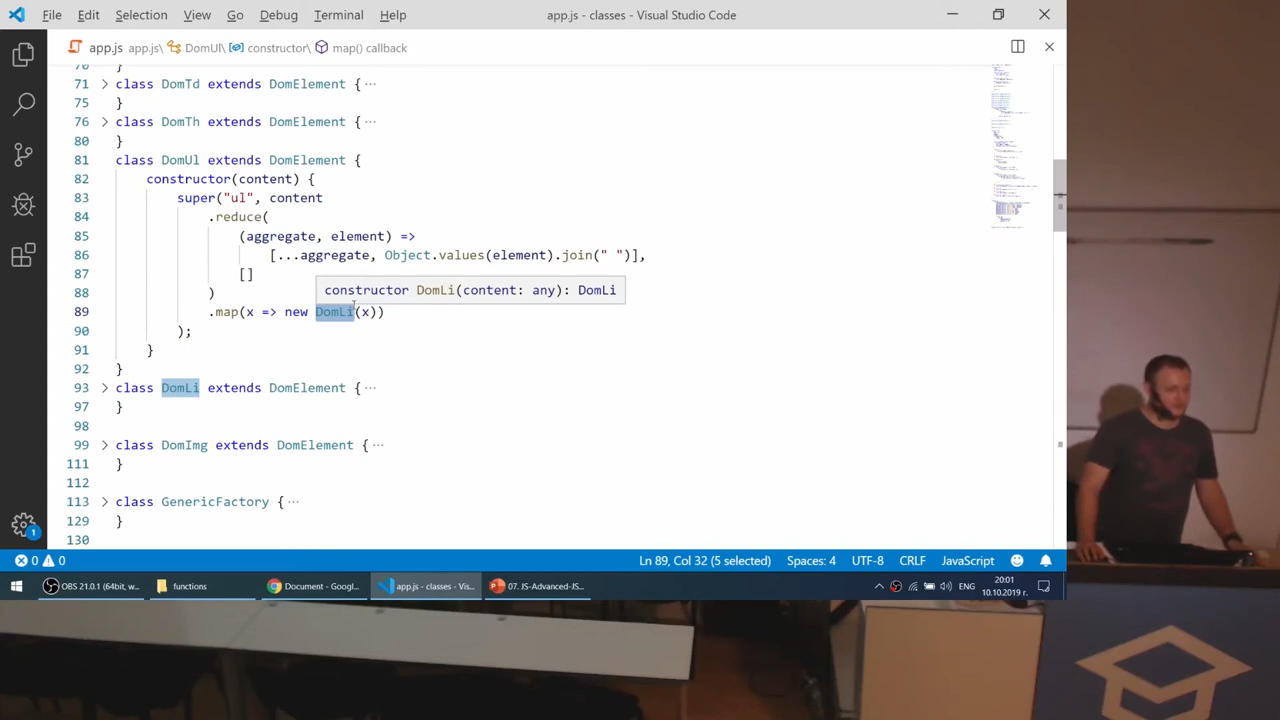 File Edit Selection View Go Debug Terminal Help
app.js - classes - Visual Studio Code
app.js app.js\ DomUl\ constructor\ map() callback
70
71 class DomTd extends DomElement {
75
76 class DomTh extends DomElement {
80
81 class DomUl extends DomElement {
82 constructor(content) {
83 super("ul", content
84 .reduce(
85 (aggregate, element) =>
86 [...aggregate, Object.values(element).join(" ")],
87 []
88 )
constructor DomLi(content: any): DomLi
89 .map(x => new DomLi(x))
90 );
91 }
92 }
93 class DomLi extends DomElement {
97 }
98
99 class DomImg extends DomElement {
111 }
112
113 class GenericFactory {
129 }
130
0 0 Ln 89, Col 32 (5 selected) Spaces: 4 UTF-8 CRLF JavaScript
1
OBS 21.0.1 (64bit, w... functions Document - Googl... app.js - classes - Vis... 07. JS-Advanced-JS... ENG 20:01
10.10.2019 г.